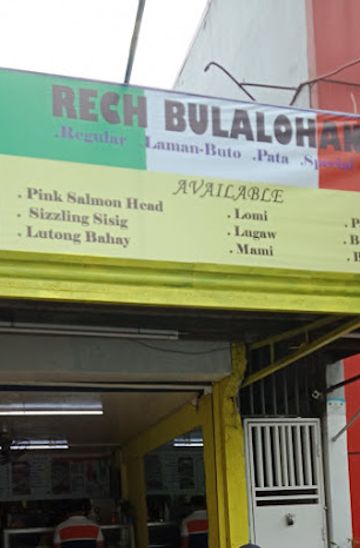 RECH BULALOHAN
.Regular .Laman-Buto .Pata .Special
AVAILABLE
. Pink Salmon Head
. Sizzling Sisig
. Lutong Bahay
. Lomi
. Lugaw
. Mami